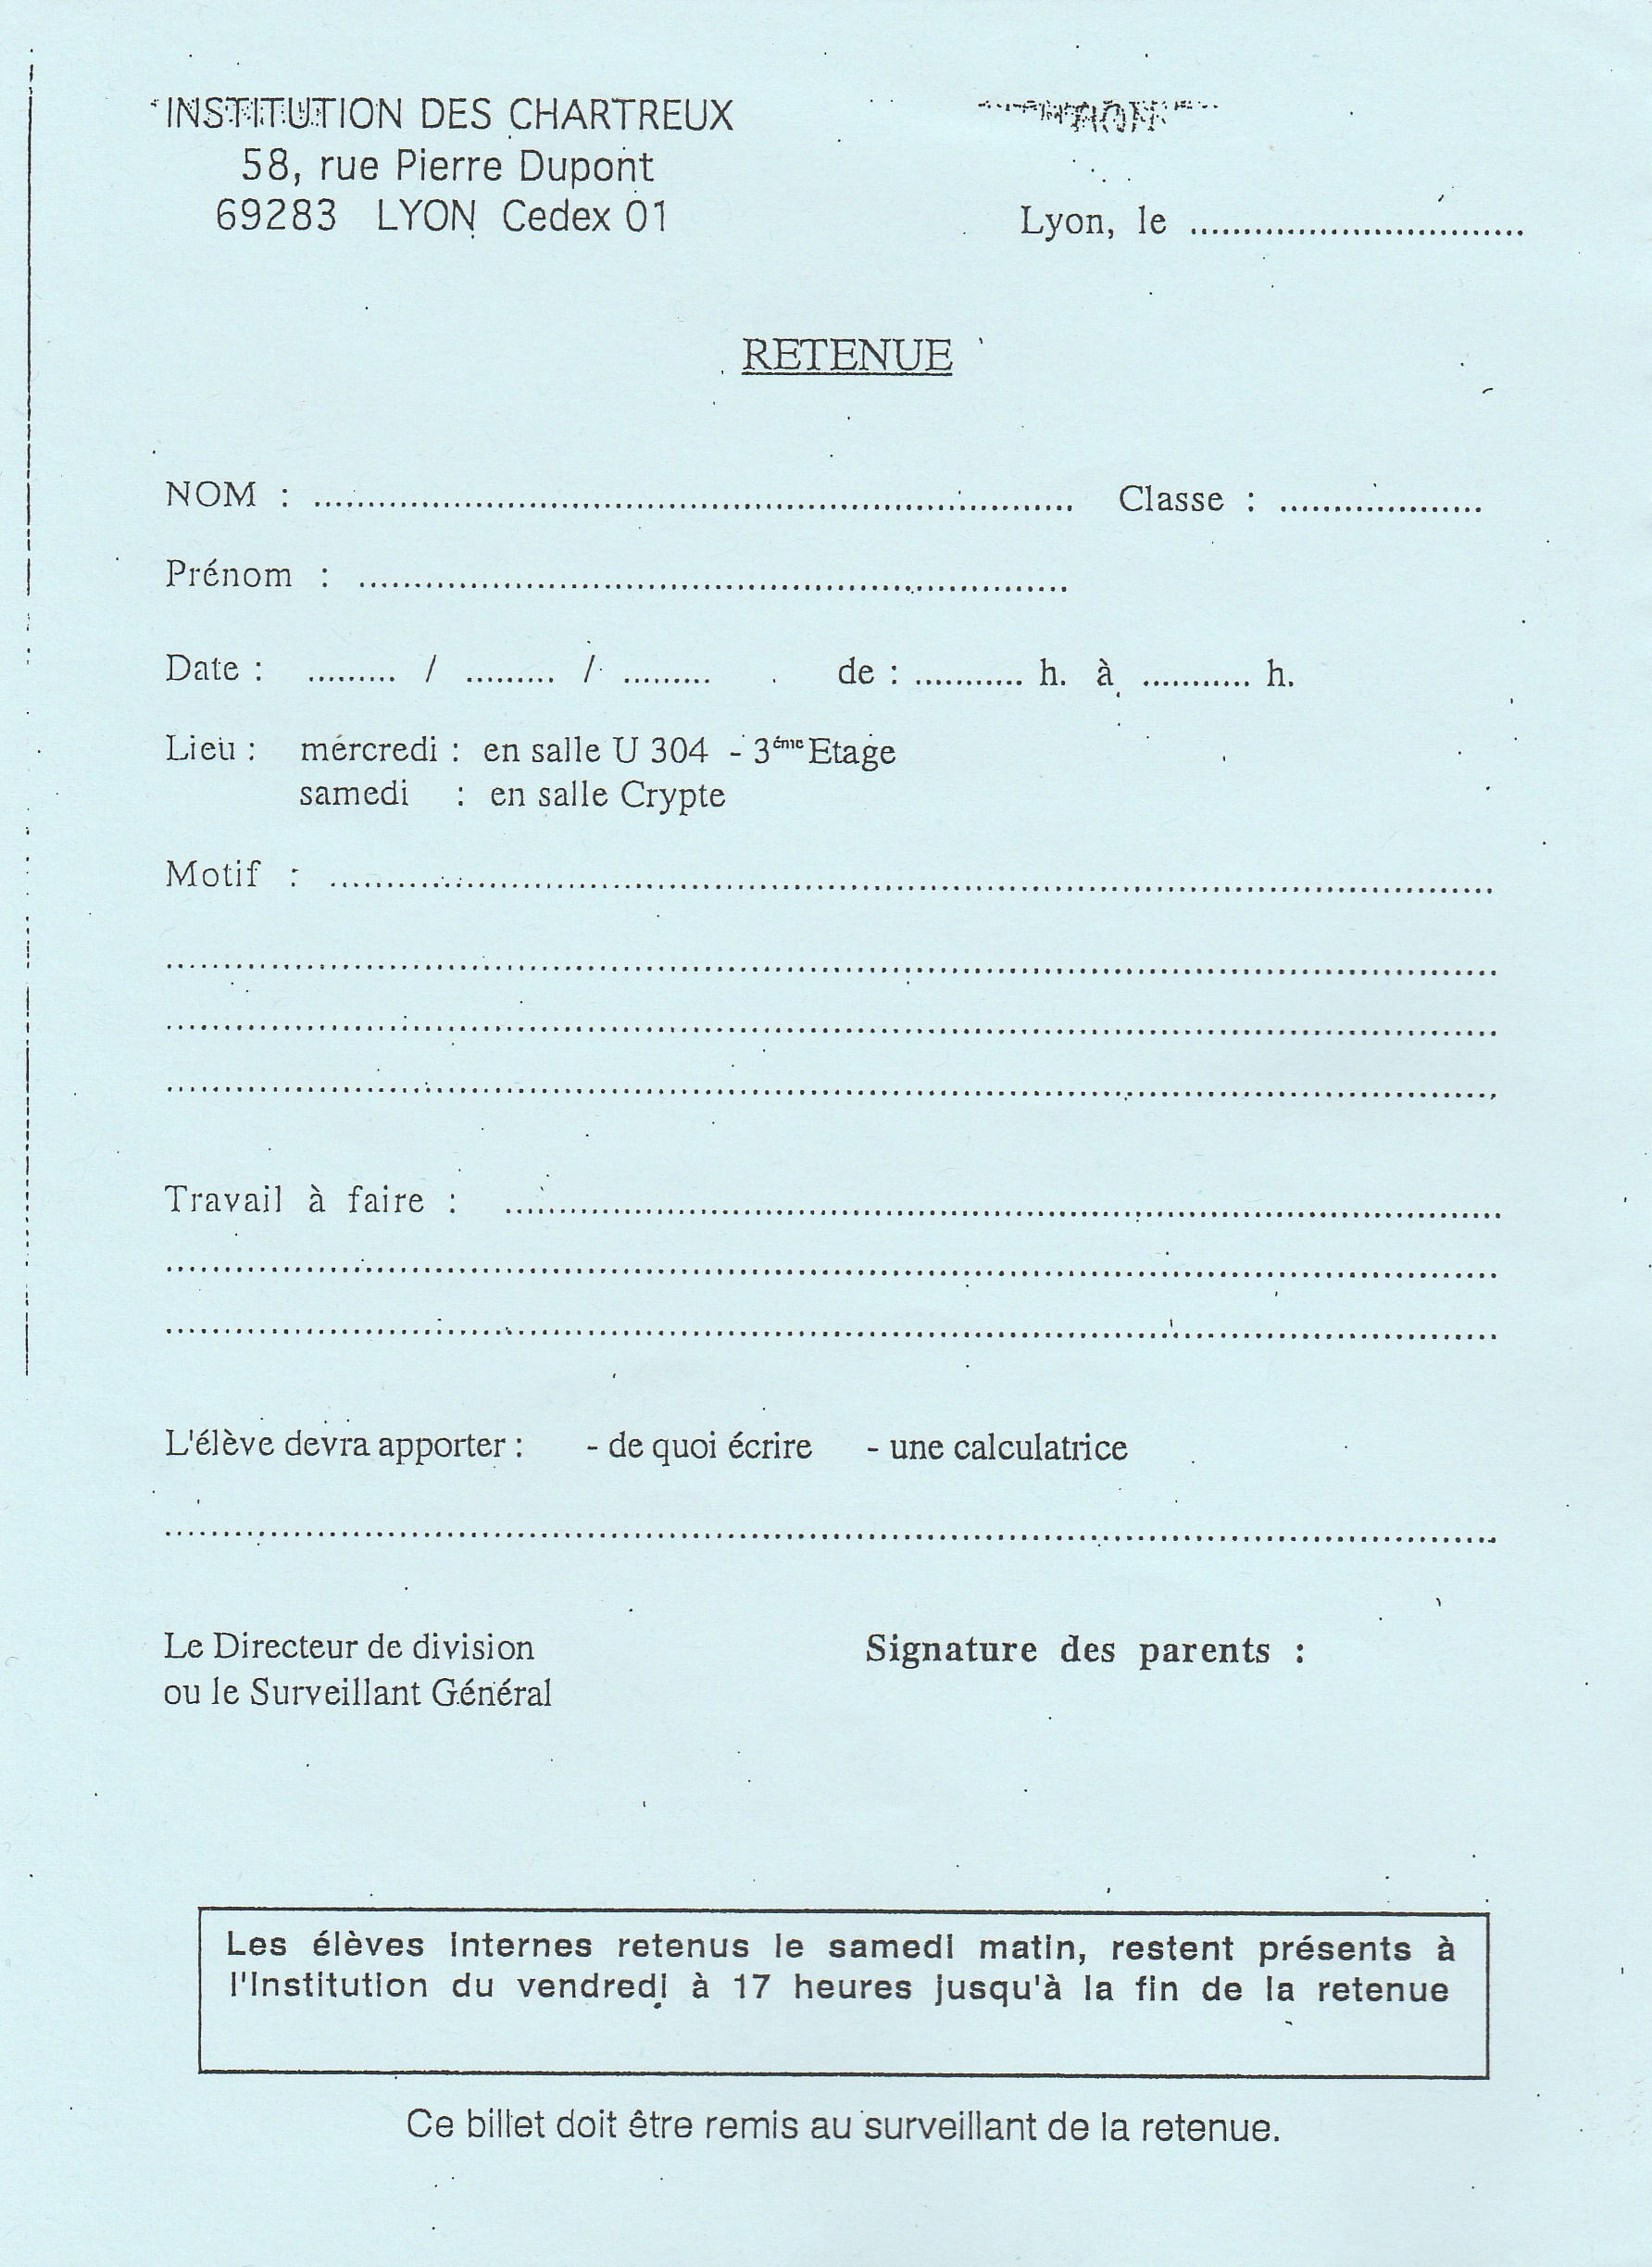 INSTITUTION DES CHARTREUX
58, rue Pierre Dupont
69283 LYON Cedex 01
Lyon, le ................................
RETENUE
NOM : ........................................................................ Classe : ...................
Prénom : ...................................................................
Date : ......... / ......... / ......... de : ........... h. à ........... h.
Lieu : mercredi : en salle U 304 - 3ème Etage
samedi : en salle Crypte
Motif : ..............................................................................................................
..............................................................................................................................
..............................................................................................................................
..............................................................................................................................
Travail à faire : ..............................................................................................
..............................................................................................................................
..............................................................................................................................
L'élève devra apporter : - de quoi écrire - une calculatrice
..............................................................................................................................
Le Directeur de division
ou le Surveillant Général
Signature des parents :
Les élèves internes retenus le samedi matin, restent présents à
l'Institution du vendredi à 17 heures jusqu'à la fin de la retenue
Ce billet doit être remis au surveillant de la retenue.